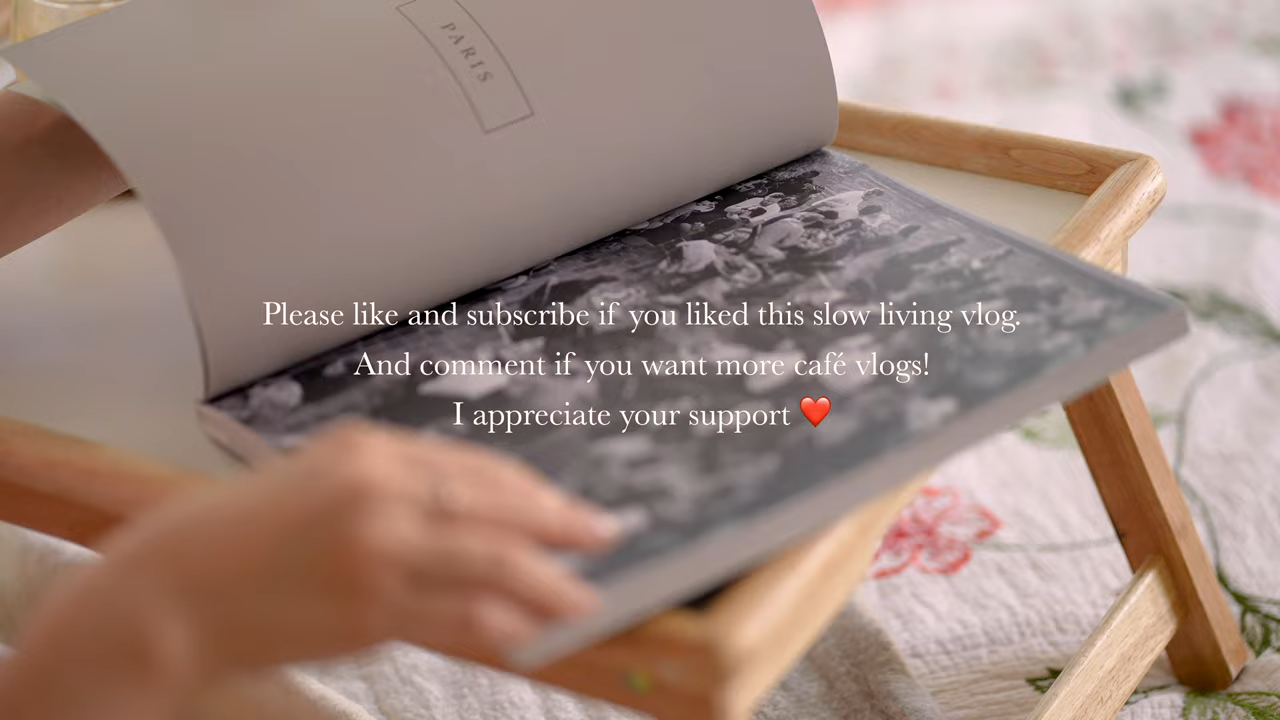 PARIS
Please like and subscribe if you liked this slow living vlog.
And comment if you want more café vlogs!
I appreciate your support ❤️